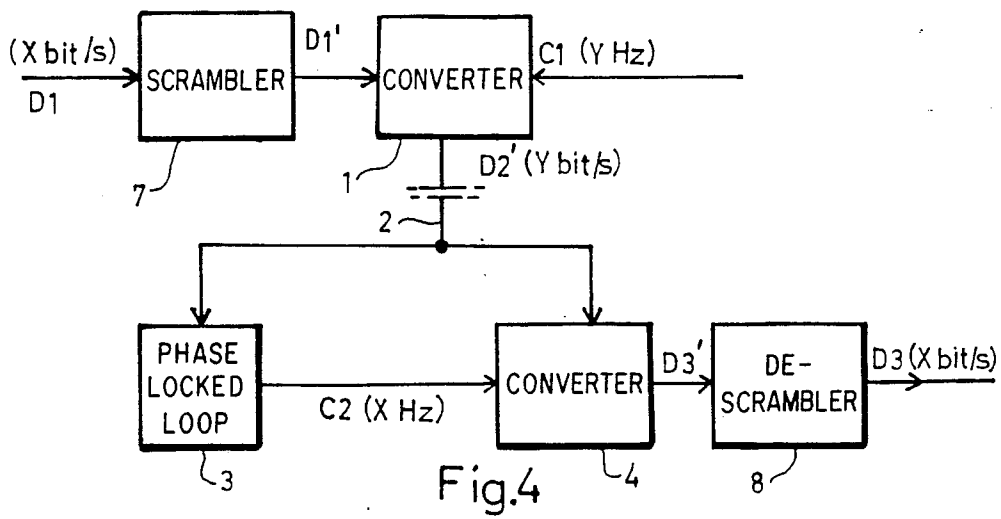 (X bit/s)
D1
SCRAMBLER
D1'
CONVERTER
C1 (Y Hz)
7
1
D2' (Y bit/s)
2
PHASE
LOCKED
LOOP
C2 (X Hz)
CONVERTER
D3'
DE-
SCRAMBLER
D3 (X bit/s)
3
4
8
Fig.4